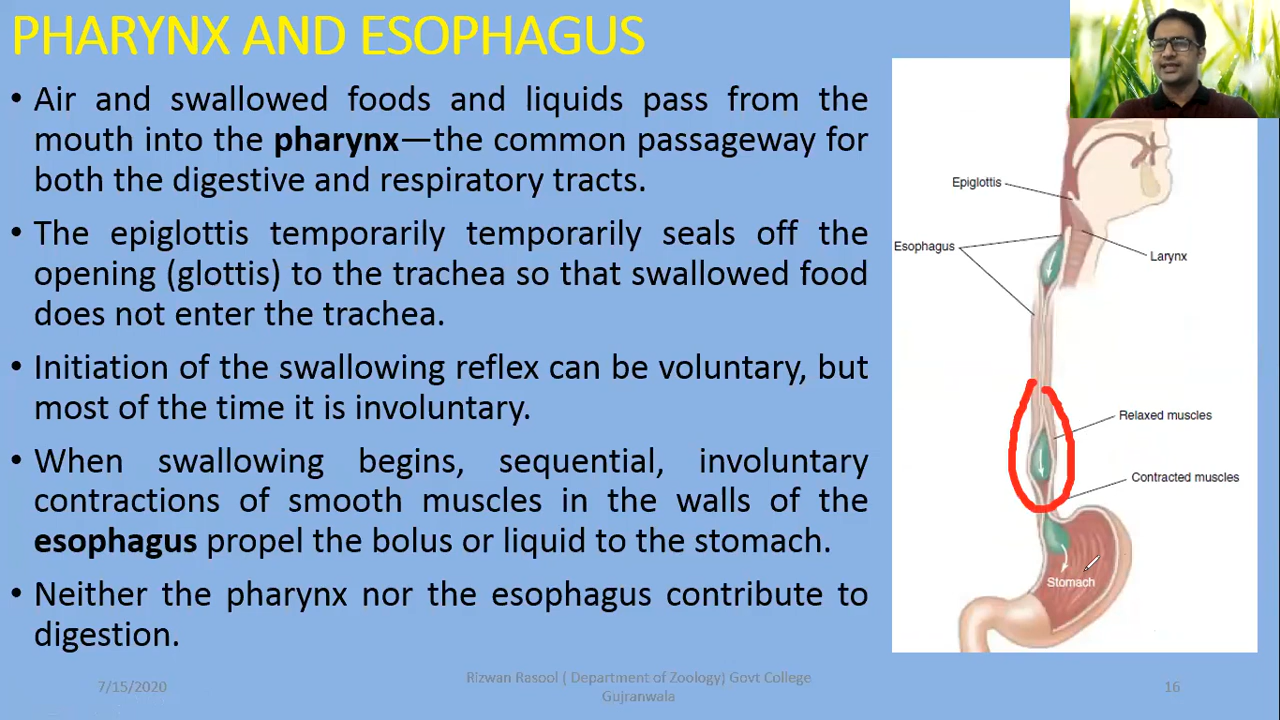 PHARYNX AND ESOPHAGUS
• Air and swallowed foods and liquids pass from the
mouth into the pharynx—the common passageway for
both the digestive and respiratory tracts.
• The epiglottis temporarily temporarily seals off the
opening (glottis) to the trachea so that swallowed food
does not enter the trachea.
• Initiation of the swallowing reflex can be voluntary, but
most of the time it is involuntary.
• When swallowing begins, sequential, involuntary
contractions of smooth muscles in the walls of the
esophagus propel the bolus or liquid to the stomach.
• Neither the pharynx nor the esophagus contribute to
digestion.
Epiglottis
Esophagus
Larynx
Relaxed muscles
Contracted muscles
Stomach
7/15/2020
Rizwan Rasool ( Department of Zoology) Govt College
Gujranwala
16